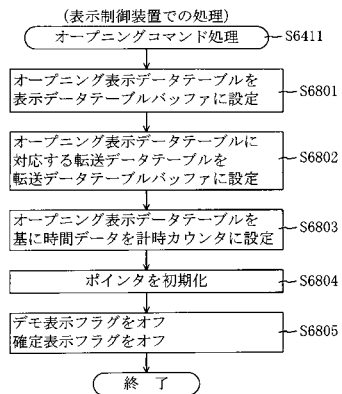 (表示制御装置での処理)
オープニングコマンド処理
S6411
オープニング表示データテーブルを
表示データテーブルバッファに設定
S6801
オープニング表示データテーブルに
対応する転送データテーブルを
転送データテーブルバッファに設定
S6802
オープニング表示データテーブルを
基に時間データを計時カウンタに設定
S6803
ポインタを初期化
S6804
デモ表示フラグをオフ
確定表示フラグをオフ
S6805
終 了